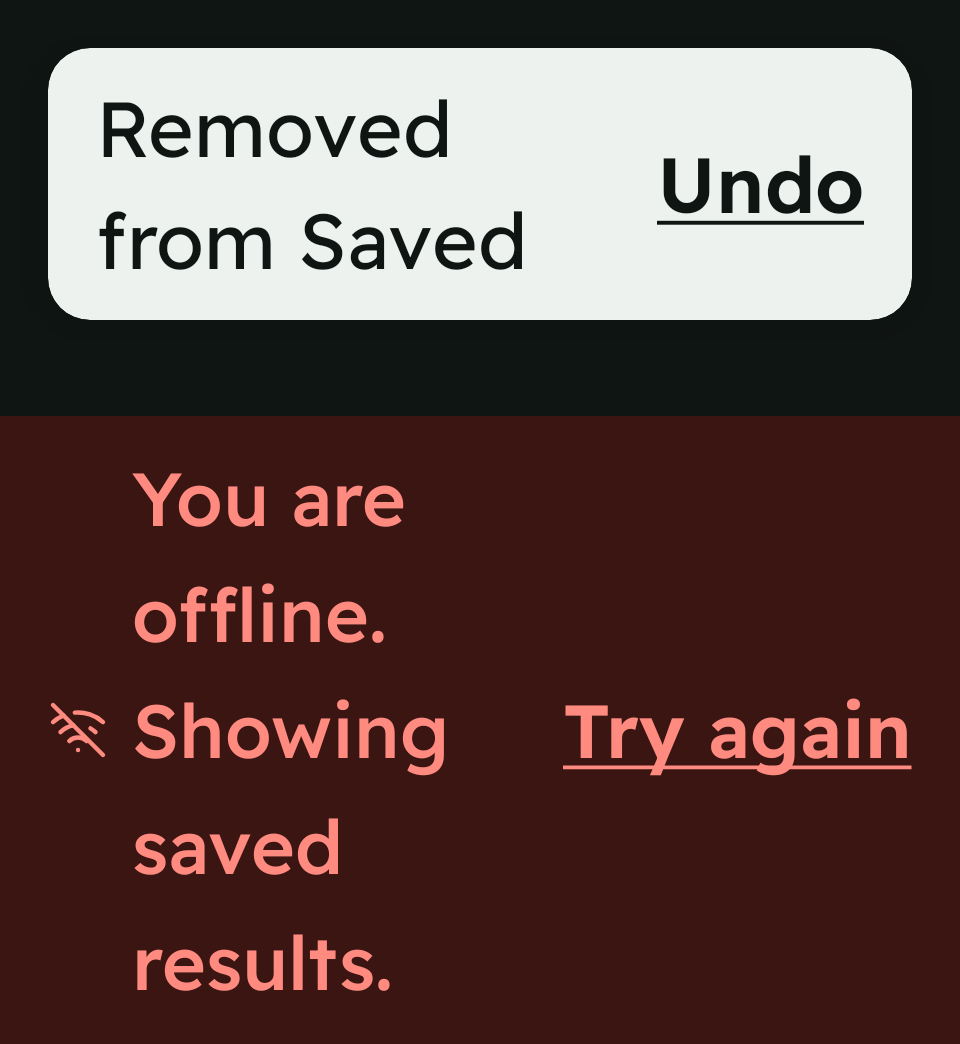 Removed
from Saved
Undo
You are
offline.
Showing
saved
results.
Try again